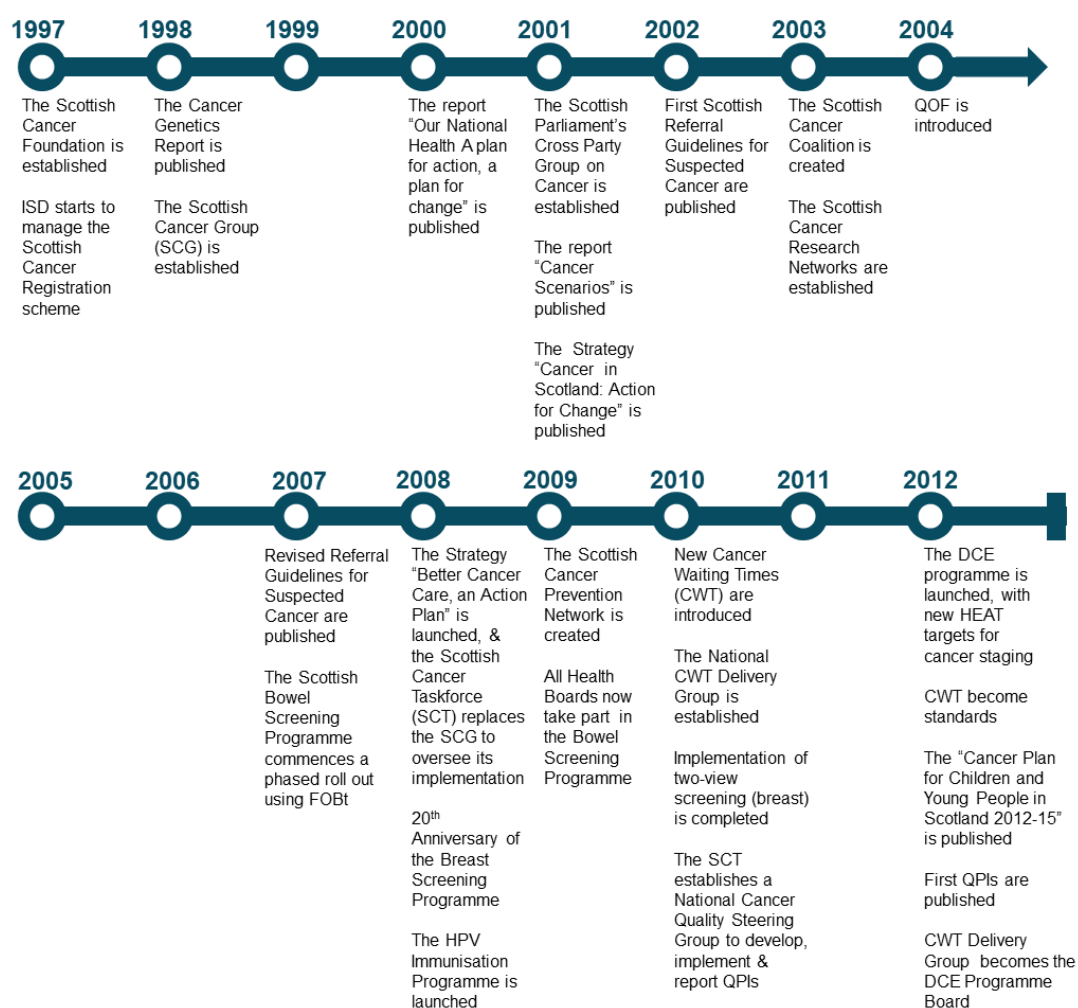 1997
The Scottish
Cancer
Foundation is
established
ISD starts to
manage the
Scottish
Cancer
Registration
scheme
1998
The Cancer
Genetics
Report is
published
The Scottish
Cancer Group
(SCG) is
established
1999
2000
The report
“Our National
Health A plan
for action, a
plan for
change” is
published
2001
The Scottish
Parliament’s
Cross Party
Group on
Cancer is
established
The report
“Cancer
Scenarios” is
published
The Strategy
“Cancer in
Scotland: Action
for Change” is
published
2002
First Scottish
Referral
Guidelines for
Suspected
Cancer are
published
2003
The Scottish
Cancer
Coalition is
created
The Scottish
Cancer
Research
Networks are
established
2004
QOF is
introduced
2005
2006
2007
Revised Referral
Guidelines for
Suspected
Cancer are
published
The Scottish
Bowel
Screening
Programme
commences a
phased roll out
using FOBt
2008
The Strategy
“Better Cancer
Care, an Action
Plan” is
launched, &
the Scottish
Cancer
Taskforce
(SCT) replaces
the SCG to
oversee its
implementation
20th
Anniversary of
the Breast
Screening
Programme
The HPV
Immunisation
Programme is
launched
2009
The Scottish
Cancer
Prevention
Network is
created
All Health
Boards now
take part in
the Bowel
Screening
Programme
2010
New Cancer
Waiting Times
(CWT) are
introduced
The National
CWT Delivery
Group is
established
Implementation of
two-view
screening (breast)
is completed
The SCT
establishes a
National Cancer
Quality Steering
Group to develop,
implement &
report QPIs
2011
2012
The DCE
programme is
launched, with
new HEAT
targets for
cancer staging
CWT become
standards
The “Cancer Plan
for Children and
Young People in
Scotland 2012-15”
is published
First QPIs are
published
CWT Delivery
Group becomes the
DCE Programme
Board